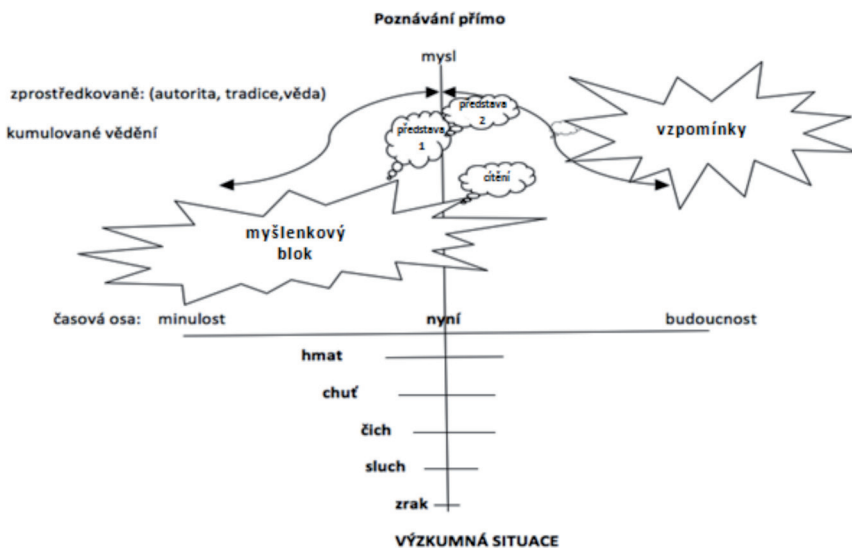 Poznávání přímo
mysl
zprostředkovaně: (autorita, tradice,věda)
představa
2
kumulované vědění
představa
1
vzpomínky
cítění
myšlenkový
blok
časová osa: minulost nyní budoucnost
hmat
chuť
čich
sluch
zrak
VÝZKUMNÁ SITUACE